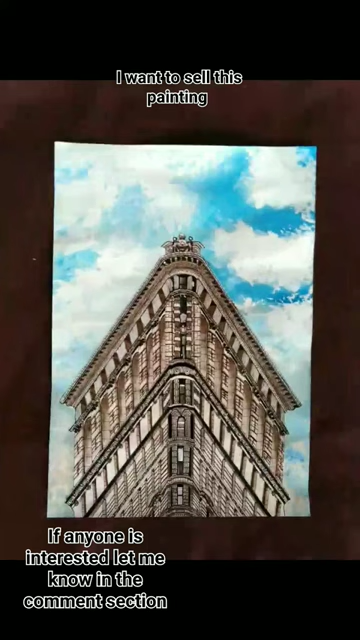 I want to sell this
painting
If anyone is
interested let me
know in the
comment section